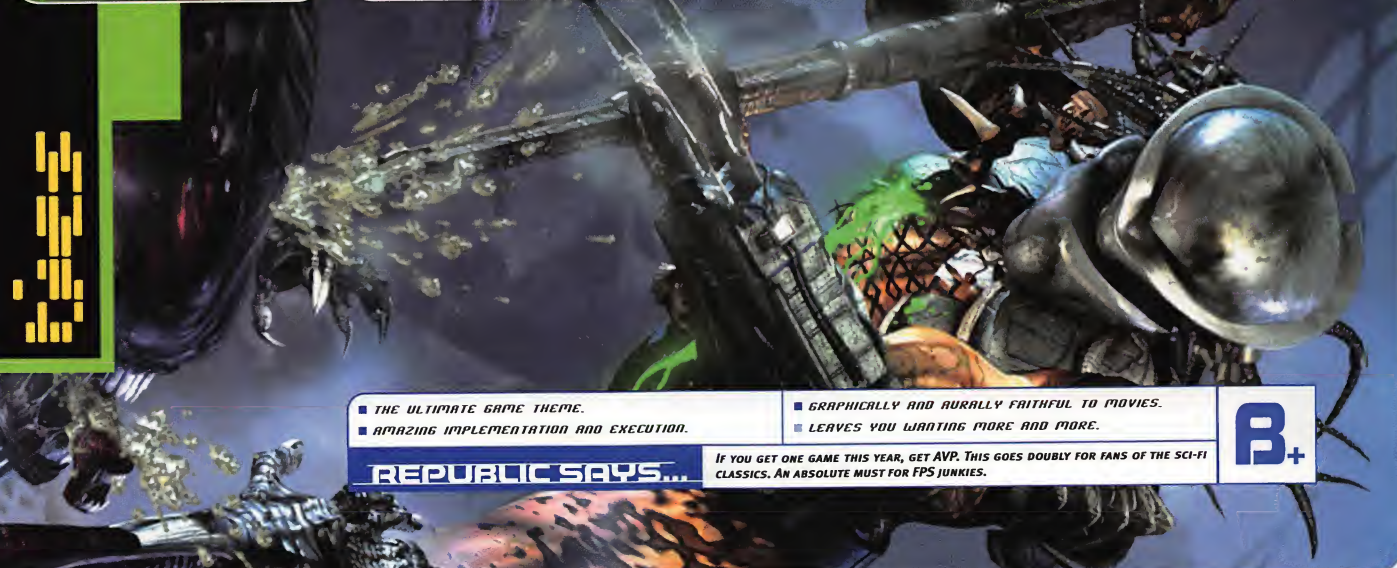 THE ULTIMATE GAME THEME.
AMAZING IMPLEMENTATION AND EXECUTION.
GRAPHICALLY AND AURALLY FAITHFUL TO MOVIES.
LEAVES YOU WANTING MORE AND MORE.
REPUBLIC SAYS...
IF YOU GET ONE GAME THIS YEAR, GET AVP. THIS GOES DOUBLY FOR FANS OF THE SCI-FI
CLASSICS. AN ABSOLUTE MUST FOR FPS JUNKIES.
B+